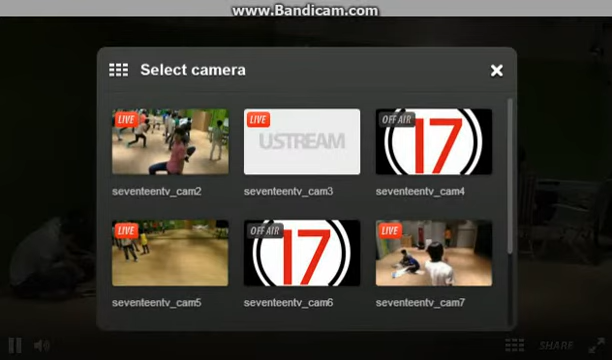 www.Bandicam.com
Select camera
LIVE
LIVE
USTREAM
OFF AIR
17
seventeentv_cam2
seventeentv_cam3
seventeentv_cam4
LIVE
OFF AIR
17
LIVE
seventeentv_cam5
seventeentv_cam6
seventeentv_cam7
SHARE